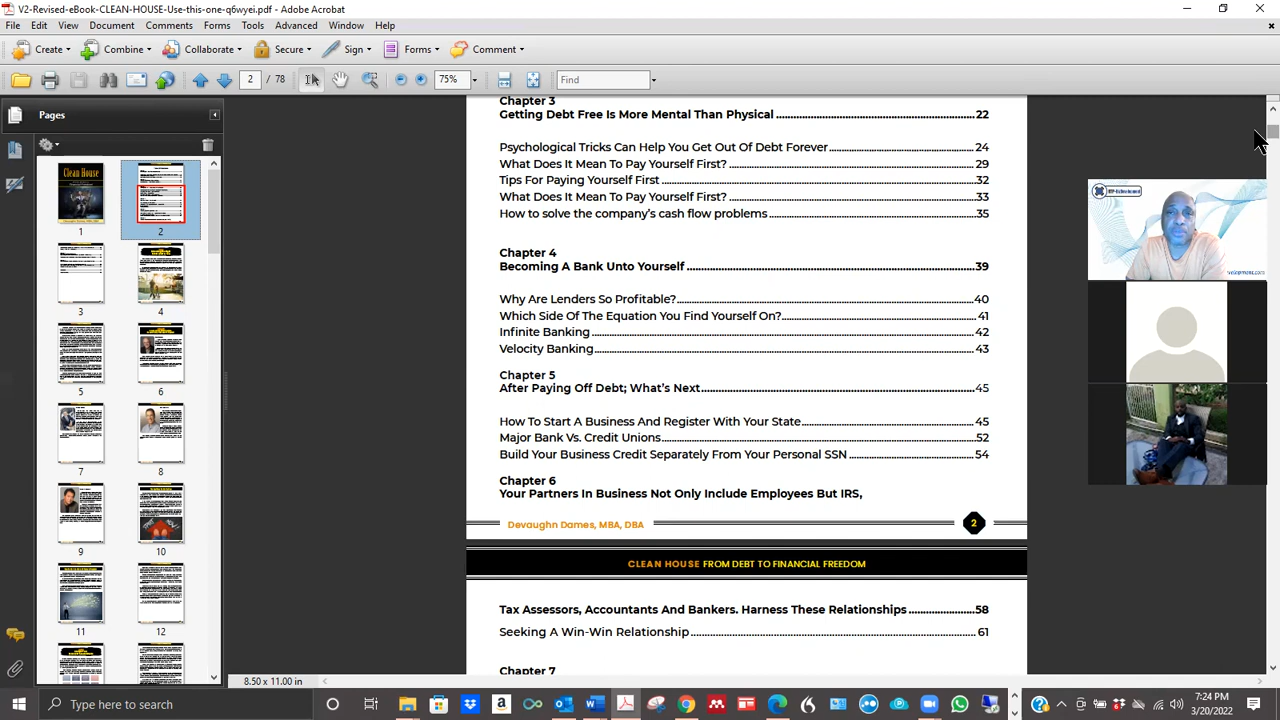 V2-Revised-eBook-CLEAN-HOUSE-Use-this-one-q6wyei.pdf - Adobe Acrobat
File Edit View Document Comments Forms Tools Advanced Window Help
Create Combine Collaborate Secure Sign Forms Comment
2 / 78 75% Find
Pages
Clean House
1
2
3
4
5
6
7
8
9
10
11
12
Chapter 3
Getting Debt Free Is More Mental Than Physical ........ 22
Psychological Tricks Can Help You Get Out Of Debt Forever ........ 24
What Does It Mean To Pay Yourself First? ........ 29
Tips For Paying Yourself First ........ 32
What Does It Mean To Pay Yourself First? ........ 33
How to solve the company's cash flow problems ........ 35
Chapter 4
Becoming A Bank Unto Yourself ........ 39
Why Are Lenders So Profitable? ........ 40
Which Side Of The Equation You Find Yourself On? ........ 41
Infinite Banking ........ 42
Velocity Banking ........ 43
Chapter 5
After Paying Off Debt; What's Next ........ 45
How To Start A Business And Register With Your State ........ 45
Major Bank Vs. Credit Unions ........ 52
Build Your Business Credit Separately From Your Personal SSN ........ 54
Chapter 6
Your Partners In Business Not Only Include Employees But IRS,
Devaughn Dames, MBA, DBA 2
CLEAN HOUSE FROM DEBT TO FINANCIAL FREEDOM
Tax Assessors, Accountants And Bankers. Harness These Relationships ........ 58
Seeking A Win-Win Relationship ........ 61
Chapter 7
8.50 x 11.00 in
Type here to search
7:24 PM
3/20/2022